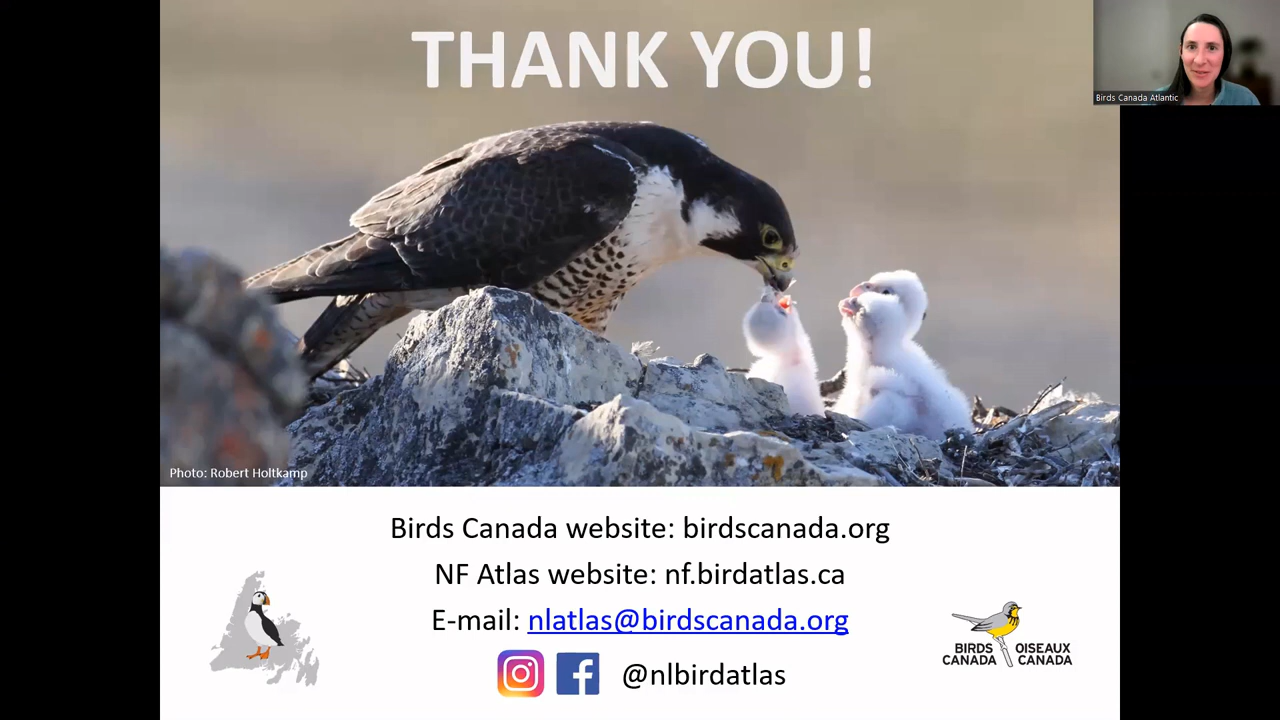 THANK YOU!
Birds Canada Atlantic
Photo: Robert Holtkamp
Birds Canada website: birdscanada.org
NF Atlas website: nf.birdatlas.ca
E-mail: nlatlas@birdscanada.org
@nlbirdatlas
BIRDS CANADA
OISEAUX CANADA